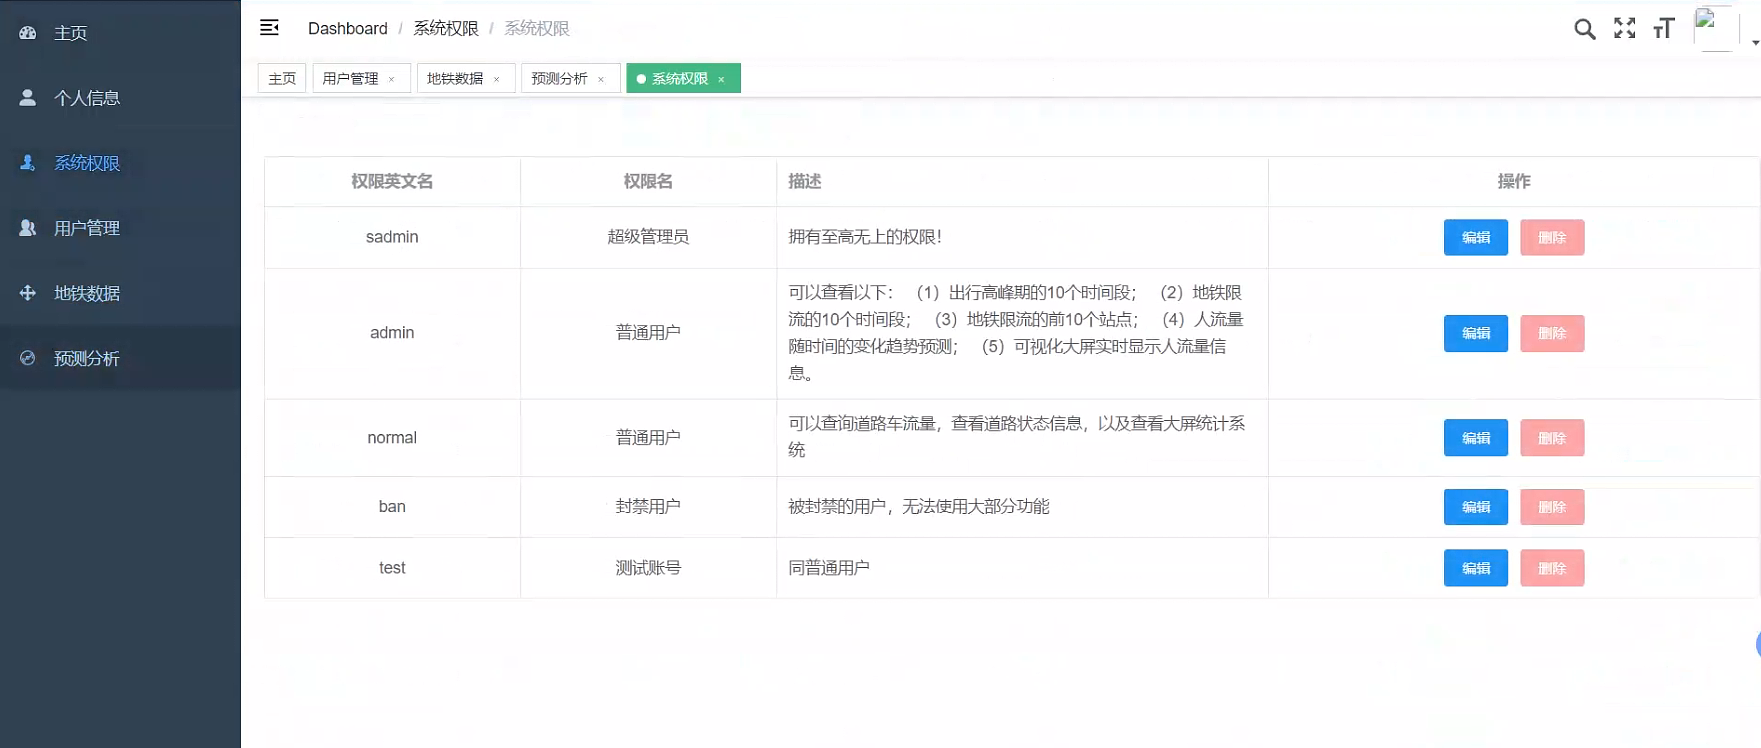 主页
个人信息
系统权限
用户管理
地铁数据
预测分析
Dashboard / 系统权限 / 系统权限
主页 用户管理 × 地铁数据 × 预测分析 × 系统权限 ×
权限英文名 权限名 描述 操作
sadmin 超级管理员 拥有至高无上的权限! 编辑 删除
admin 普通用户 可以查看以下： （1）出行高峰期的10个时间段； （2）地铁限
流的10个时间段； （3）地铁限流的前10个站点； （4）人流量
随时间的变化趋势预测； （5）可视化大屏实时显示人流量信
息。
编辑 删除
normal 普通用户 可以查询道路车流量，查看道路状态信息，以及查看大屏统计系
统
编辑 删除
ban 封禁用户 被封禁的用户，无法使用大部分功能 编辑 删除
test 测试账号 同普通用户 编辑 删除